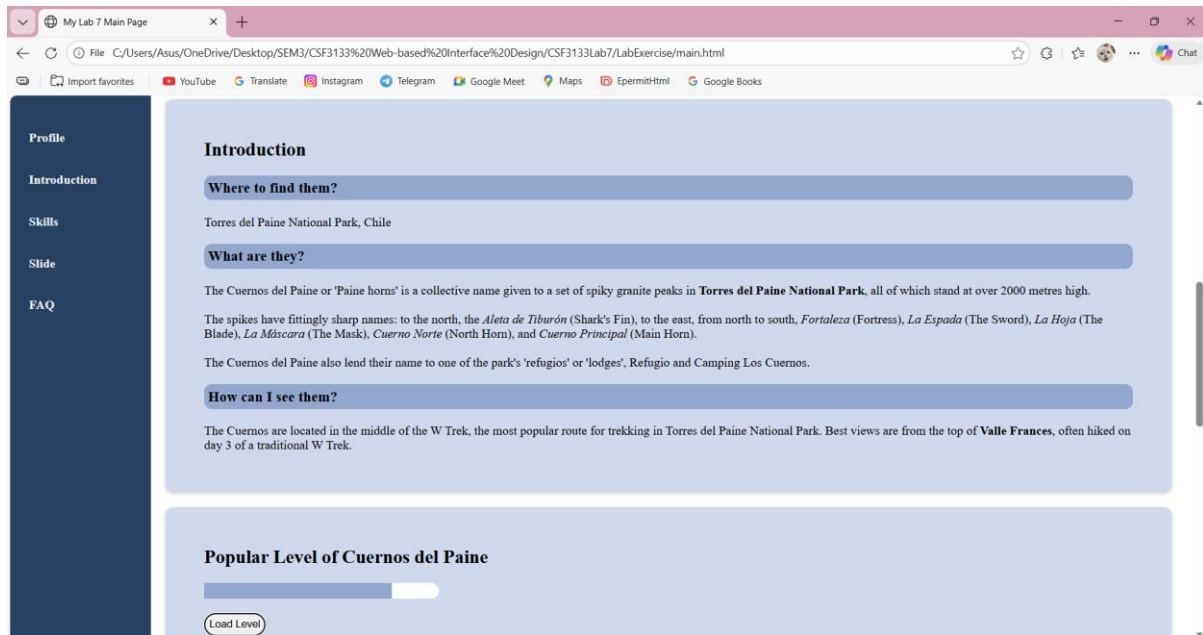 My Lab 7 Main Page
File C:/Users/Asus/OneDrive/Desktop/SEM3/CSF3133%20Web-based%20Interface%20Design/CSF3133Lab7/LabExercise/main.html
Chat
Import favorites YouTube Translate Instagram Telegram Google Meet Maps EpermitHtml Google Books
Profile
Introduction
Skills
Slide
FAQ
Introduction
Where to find them?
Torres del Paine National Park, Chile
What are they?
The Cuernos del Paine or 'Paine horns' is a collective name given to a set of spiky granite peaks in Torres del Paine National Park, all of which stand at over 2000 metres high.
The spikes have fittingly sharp names: to the north, the Aleta de Tiburón (Shark's Fin), to the east, from north to south, Fortaleza (Fortress), La Espada (The Sword), La Hoja (The
Blade), La Máscara (The Mask), Cuerno Norte (North Horn), and Cuerno Principal (Main Horn).
The Cuernos del Paine also lend their name to one of the park's 'refugios' or 'lodges', Refugio and Camping Los Cuernos.
How can I see them?
The Cuernos are located in the middle of the W Trek, the most popular route for trekking in Torres del Paine National Park. Best views are from the top of Valle Frances, often hiked on
day 3 of a traditional W Trek.
Popular Level of Cuernos del Paine
Load Level